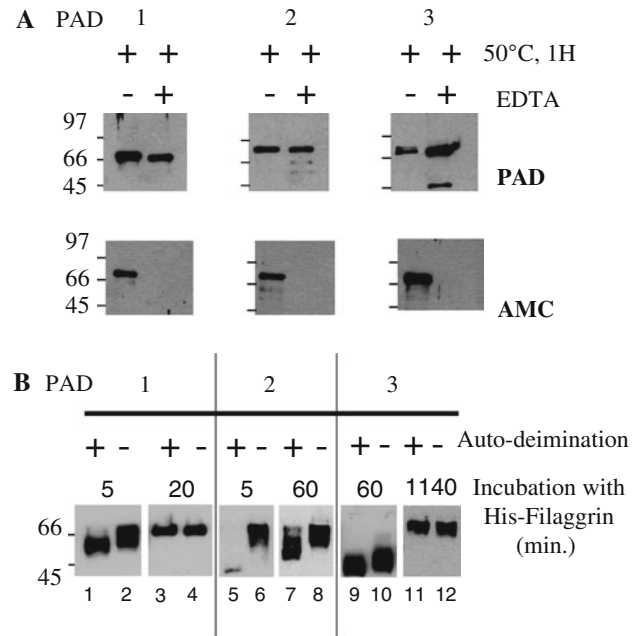 A PAD 1 2 3
+ + + + + + 50°C, 1H
- + - + - + EDTA
97
66
45
PAD
97
66
45
AMC
B PAD 1 2 3
+ - + - + - + - + - + - Auto-deimination
5 20 5 60 60 1140 Incubation with
His-Filaggrin
(min.)
66
45
1 2 3 4 5 6 7 8 9 10 11 12